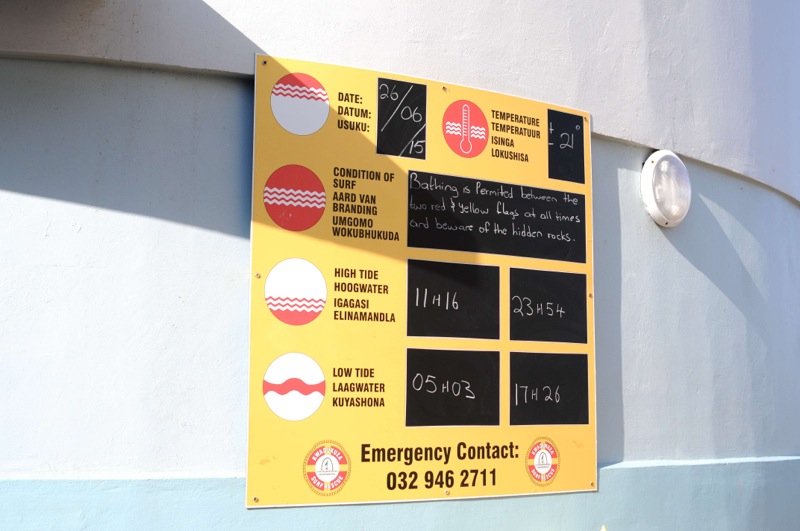 DATE:
DATUM:
USUKU:
26/06/15
TEMPERATURE
TEMPERATUUR
ISINGA
LOKUSHISA
± 21°
CONDITION OF
SURF
AARD VAN
BRANDING
UMGOMO
WOKUBHUKUDA
Bathing is Permited between the
two red & yellow flags at all times
and beware of the hidden rocks.
HIGH TIDE
HOOGWATER
IGAGASI
ELINAMANDLA
11H16
23H54
LOW TIDE
LAAGWATER
KUYASHONA
05H03
17H26
Emergency Contact:
032 946 2711